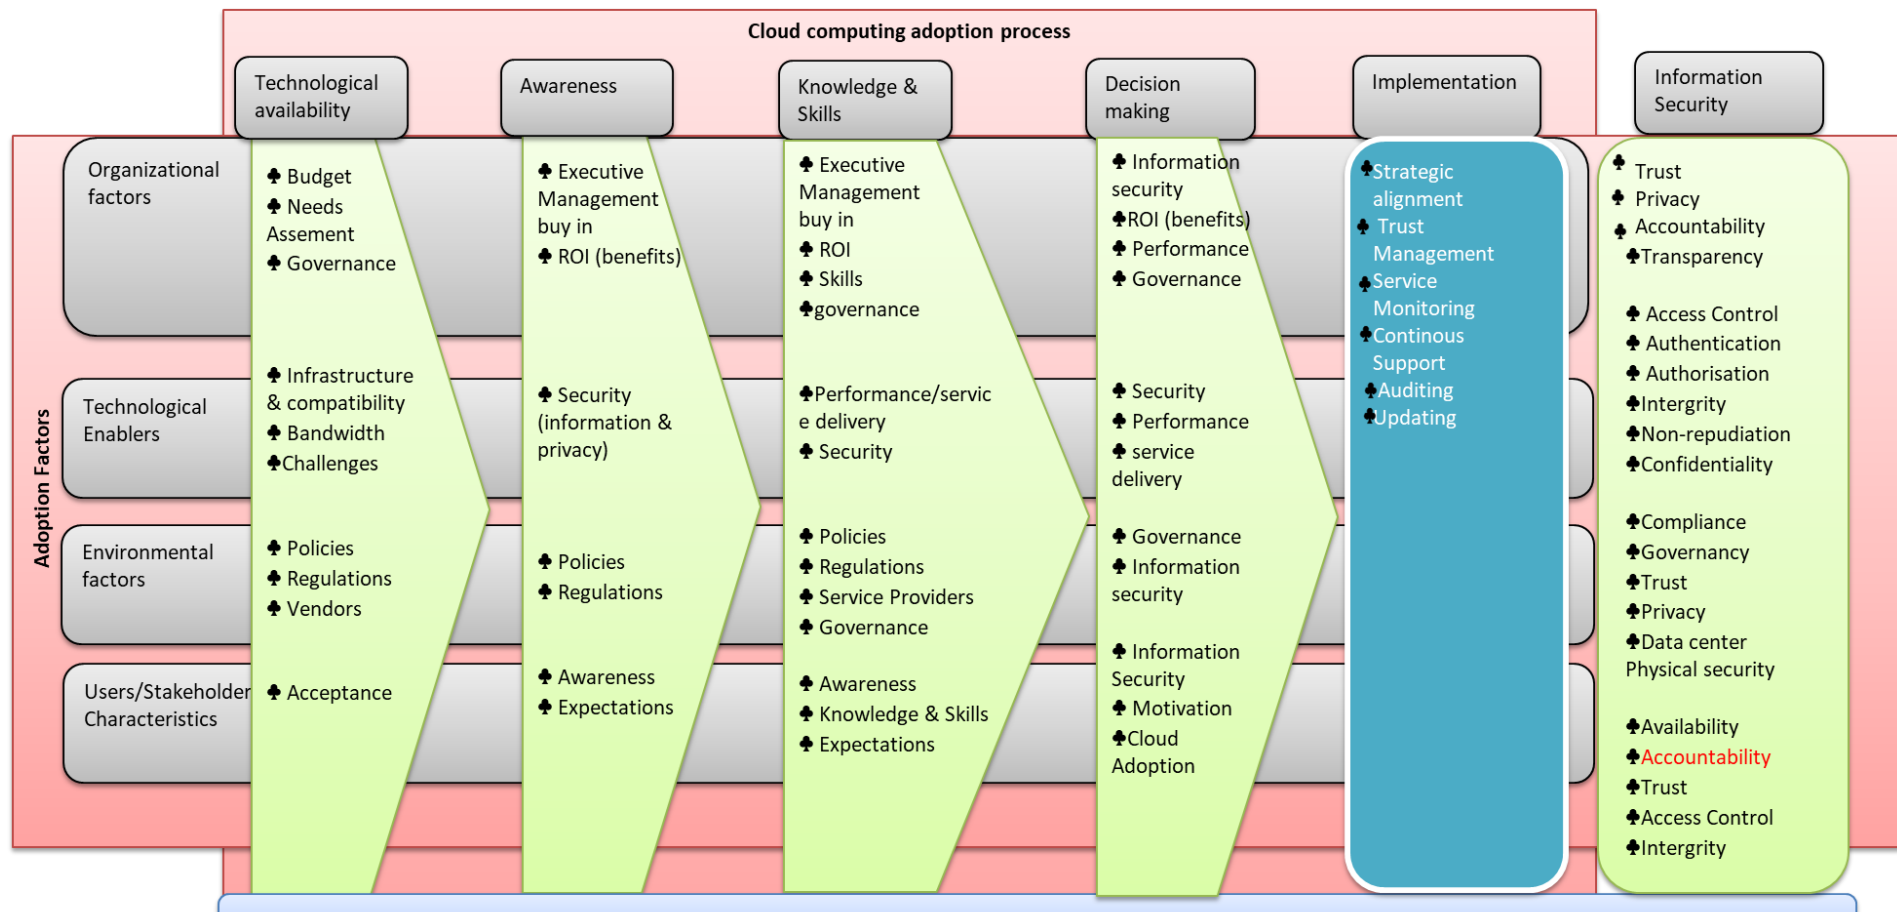 Cloud computing adoption process
Technological
availability
Awareness
Knowledge &
Skills
Decision
making
Implementation
Information
Security
Adoption Factors
Organizational
factors
♣ Budget
♣ Needs
Assement
♣ Governance
♣ Executive
Management
buy in
♣ ROI (benefits)
♣ Executive
Management
buy in
♣ ROI
♣ Skills
♣governance
♣ Information
security
♣ROI (benefits)
♣ Performance
♣ Governance
Technological
Enablers
♣ Infrastructure
& compatibility
♣ Bandwidth
♣Challenges
♣ Security
(information &
privacy)
♣Performance/servic
e delivery
♣ Security
♣ Security
♣ Performance
♣ service
delivery
Environmental
factors
♣ Policies
♣ Regulations
♣ Vendors
♣ Policies
♣ Regulations
♣ Policies
♣ Regulations
♣ Service Providers
♣ Governance
♣ Governance
♣ Information
security
Users/Stakeholder
Characteristics
♣ Acceptance
♣ Awareness
♣ Expectations
♣ Awareness
♣ Knowledge & Skills
♣ Expectations
♣ Information
Security
♣ Motivation
♣Cloud
Adoption
♣Strategic
alignment
♣ Trust
Management
♣Service
Monitoring
♣Continous
Support
♣Auditing
♣Updating
♣ Trust
♣ Privacy
♣ Accountability
♣Transparency
♣ Access Control
♣ Authentication
♣ Authorisation
♣Intergrity
♣Non-repudiation
♣Confidentiality
♣Compliance
♣Governancy
♣Trust
♣Privacy
♣Data center
Physical security
♣Availability
♣Accountability
♣Trust
♣Access Control
♣Intergrity